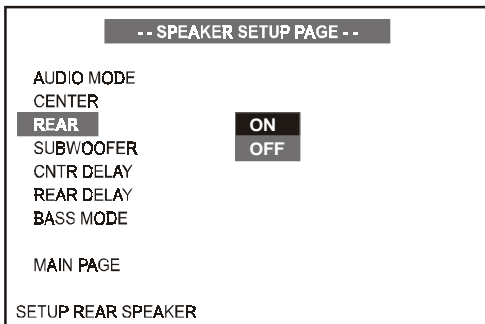 -- SPEAKER SETUP PAGE --
AUDIO MODE
CENTER
REAR ON
SUBWOOFER OFF
CNTR DELAY
REAR DELAY
BASS MODE
MAIN PAGE
SETUP REAR SPEAKER